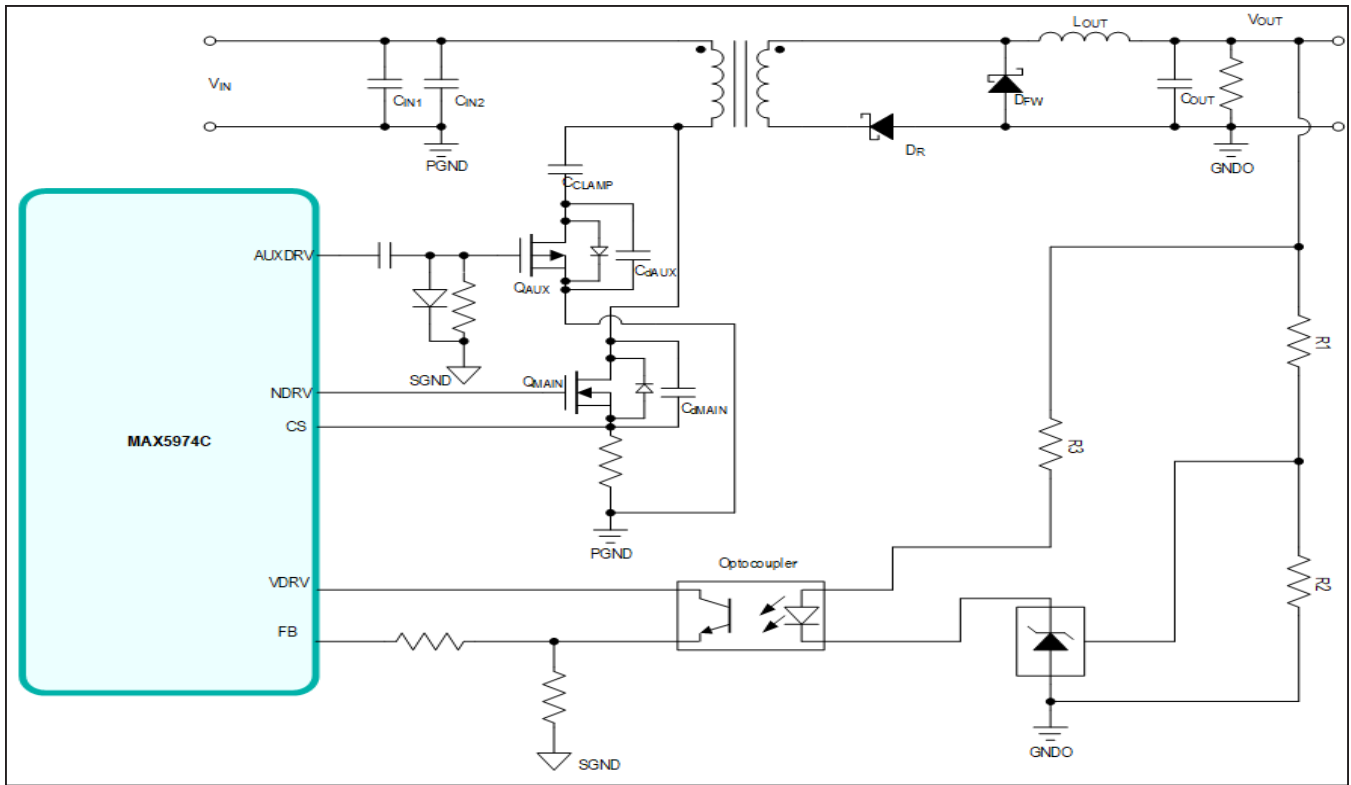 LOUT
VOUT
VIN
CIN1
CIN2
DFW
COUT
DR
PGND
GNDO
CCLAMP
AUXDRV
CdAUX
QAUX
SGND
R1
NDRV
QMAIN
CdMAIN
CS
MAX5974C
R3
PGND
Optocoupler
VDRV
R2
FB
SGND
GNDO